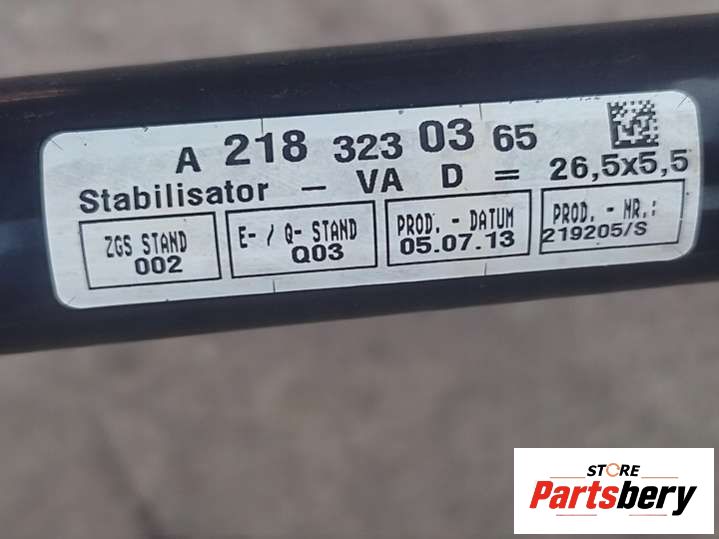 A 218 323 03 65
Stabilisator - VA D = 26,5x5,5
ZGS STAND
002
E- / Q- STAND
Q03
PROD. - DATUM
05.07.13
PROD. - NR.:
219205/S
STORE
Partsbery